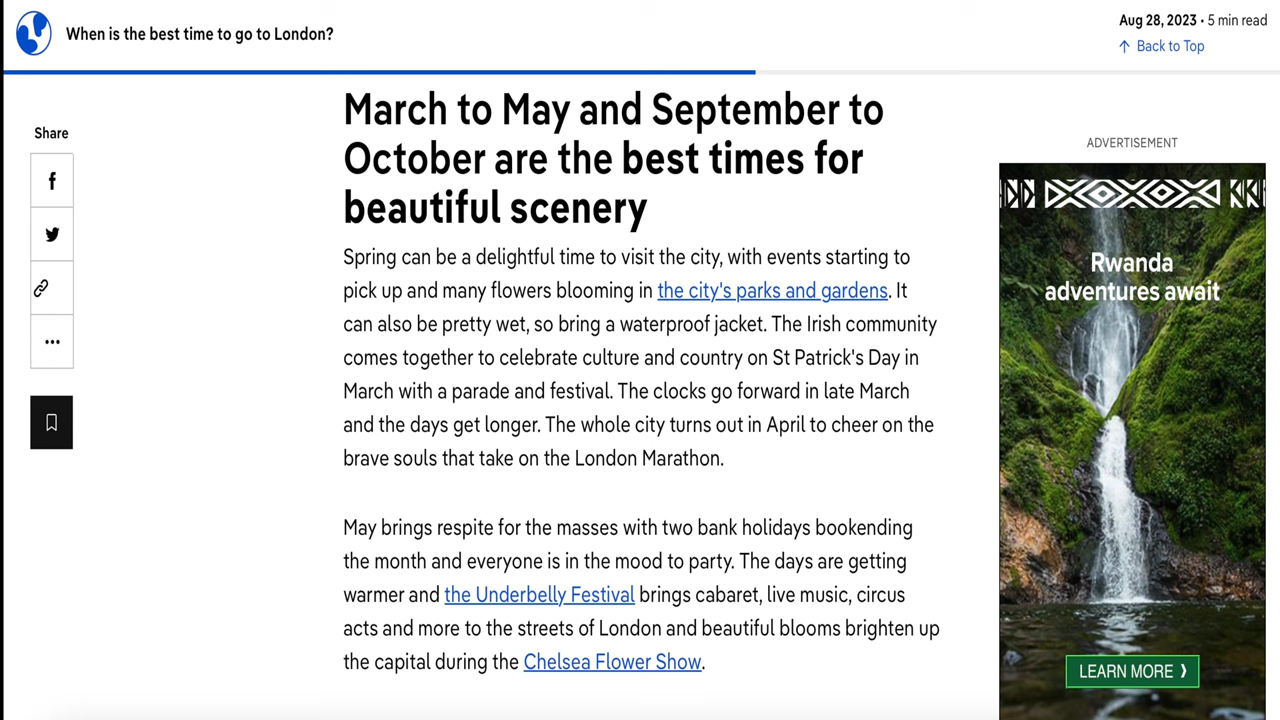 When is the best time to go to London?
Aug 28, 2023 • 5 min read
↑ Back to Top
Share
March to May and September to
October are the best times for
beautiful scenery
Spring can be a delightful time to visit the city, with events starting to
pick up and many flowers blooming in the city's parks and gardens. It
can also be pretty wet, so bring a waterproof jacket. The Irish community
comes together to celebrate culture and country on St Patrick's Day in
March with a parade and festival. The clocks go forward in late March
and the days get longer. The whole city turns out in April to cheer on the
brave souls that take on the London Marathon.
May brings respite for the masses with two bank holidays bookending
the month and everyone is in the mood to party. The days are getting
warmer and the Underbelly Festival brings cabaret, live music, circus
acts and more to the streets of London and beautiful blooms brighten up
the capital during the Chelsea Flower Show.
ADVERTISEMENT
Rwanda
adventures await
LEARN MORE ❯